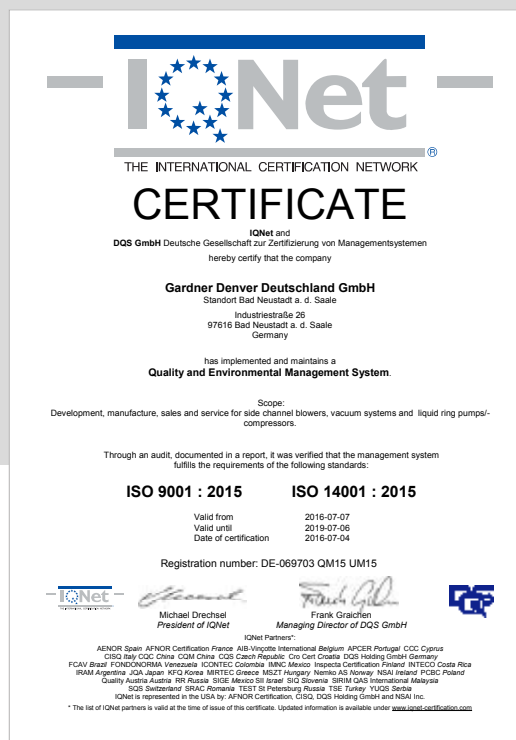 IQNet
®
THE INTERNATIONAL CERTIFICATION NETWORK
CERTIFICATE
IQNet and
DQS GmbH Deutsche Gesellschaft zur Zertifizierung von Managementsystemen
hereby certify that the company
Gardner Denver Deutschland GmbH
Standort Bad Neustadt a. d. Saale
Industriestraße 26
97616 Bad Neustadt a. d. Saale
Germany
has implemented and maintains a
Quality and Environmental Management System.
Scope:
Development, manufacture, sales and service for side channel blowers, vacuum systems and liquid ring pumps/-
compressors.
Through an audit, documented in a report, it was verified that the management system
fulfills the requirements of the following standards:
ISO 9001 : 2015 ISO 14001 : 2015
Valid from 2016-07-07
Valid until 2019-07-06
Date of certification 2016-07-04
Registration number: DE-069703 QM15 UM15
IQNet
DQS
Michael Drechsel Frank Graichen
President of IQNet Managing Director of DQS GmbH
IQNet Partners*:
AENOR Spain AFNOR Certification France AIB-Vinçotte International Belgium APCER Portugal CCC Cyprus
CISQ Italy CQC China CQM China CQS Czech Republic Cro Cert Croatia DQS Holding GmbH Germany
FCAV Brazil FONDONORMA Venezuela ICONTEC Colombia IMNC Mexico Inspecta Certification Finland INTECO Costa Rica
IRAM Argentina JQA Japan KFQ Korea MIRTEC Greece MSZT Hungary Nemko AS Norway NSAI Ireland PCBC Poland
Quality Austria Austria RR Russia SIGE Mexico SII Israel SIQ Slovenia SIRIM QAS International Malaysia
SQS Switzerland SRAC Romania TEST St Petersburg Russia TSE Turkey YUQS Serbia
IQNet is represented in the USA by: AFNOR Certification, CISQ, DQS Holding GmbH and NSAI Inc.
* The list of IQNet partners is valid at the time of issue of this certificate. Updated information is available under www.iqnet-certification.com